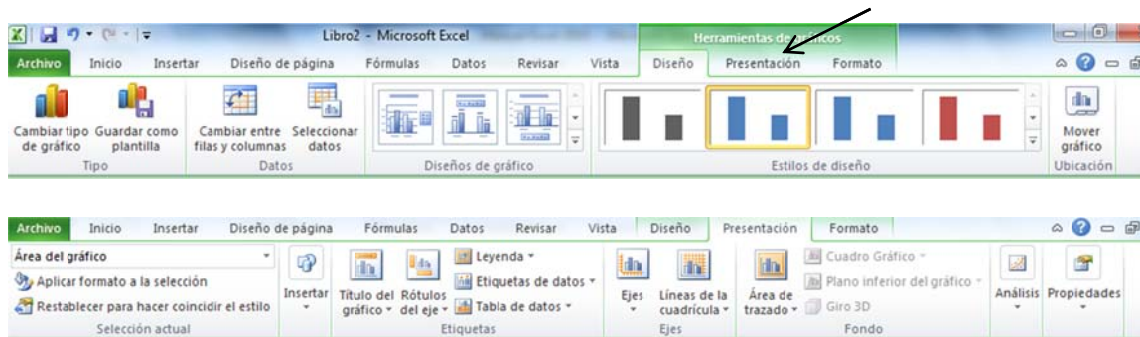 Libro2 - Microsoft Excel
Herramientas de gráficos
Archivo Inicio Insertar Diseño de página Fórmulas Datos Revisar Vista Diseño Presentación Formato
Cambiar tipo de gráfico
Guardar como plantilla
Cambiar entre filas y columnas
Seleccionar datos
Mover gráfico
Tipo Datos Diseños de gráfico Estilos de diseño Ubicación
Archivo Inicio Insertar Diseño de página Fórmulas Datos Revisar Vista Diseño Presentación Formato
Área del gráfico
Aplicar formato a la selección
Restablecer para hacer coincidir el estilo
Insertar
Título del gráfico
Rótulos del eje
Leyenda
Etiquetas de datos
Tabla de datos
Ejes
Líneas de la cuadrícula
Área de trazado
Cuadro Gráfico
Plano inferior del gráfico
Giro 3D
Análisis
Propiedades
Selección actual Etiquetas Ejes Fondo